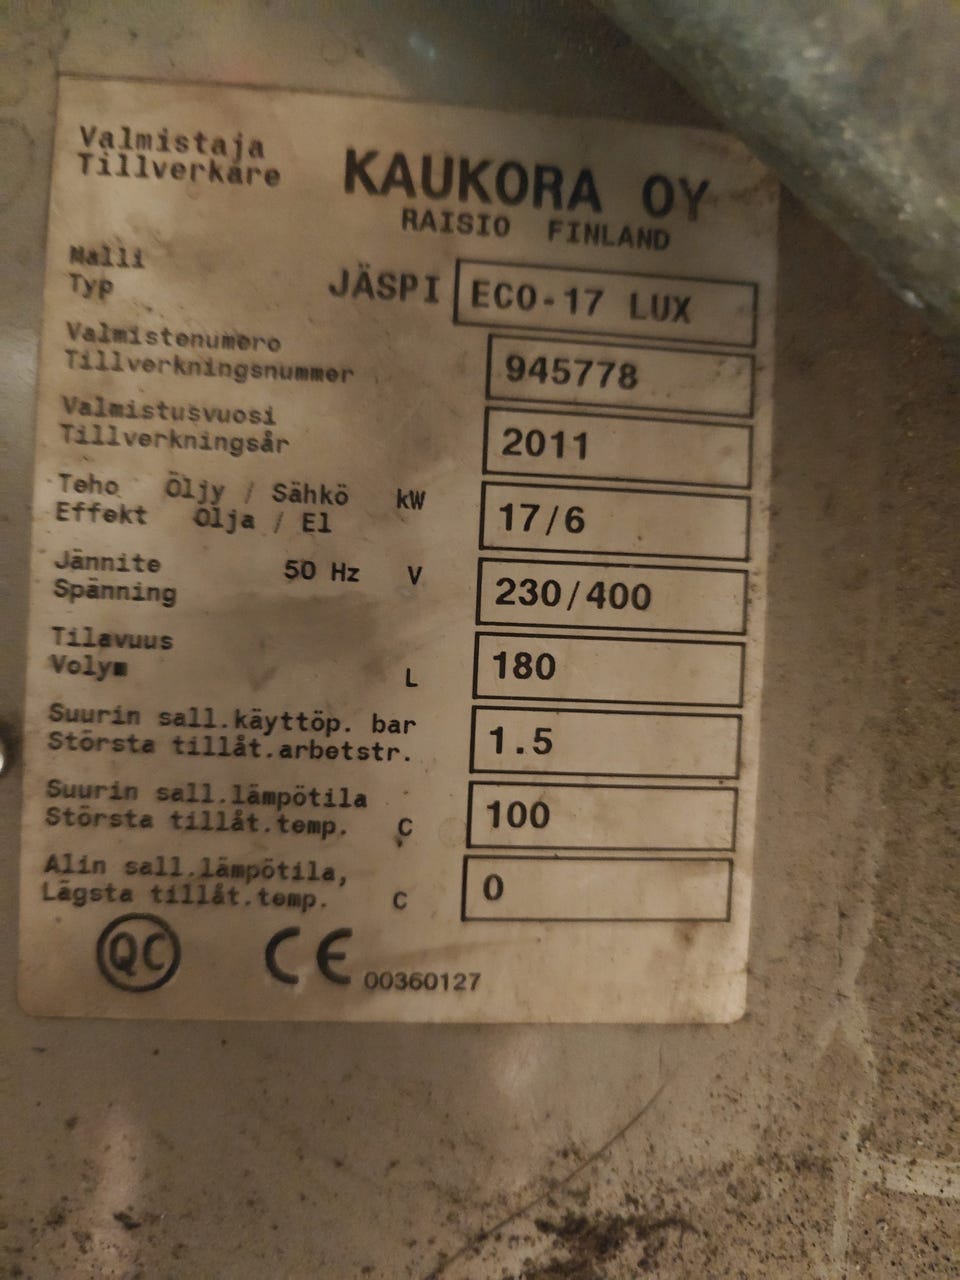 Valmistaja
Tillverkare
KAUKORA OY
RAISIO FINLAND
Malli
Typ
JÄSPI ECO-17 LUX
Valmistenumero
Tillverkningsnummer
945778
Valmistusvuosi
Tillverkningsår
2011
Teho Öljy / Sähkö kW
Effekt Olja / El
17/6
Jännite 50 Hz V
Spänning
230/400
Tilavuus
Volym L
180
Suurin sall.käyttöp. bar
Största tillåt.arbetstr.
1.5
Suurin sall.lämpötila
Största tillåt.temp. C
100
Alin sall.lämpötila,
Lägsta tillåt.temp. C
0
QC CE 00360127